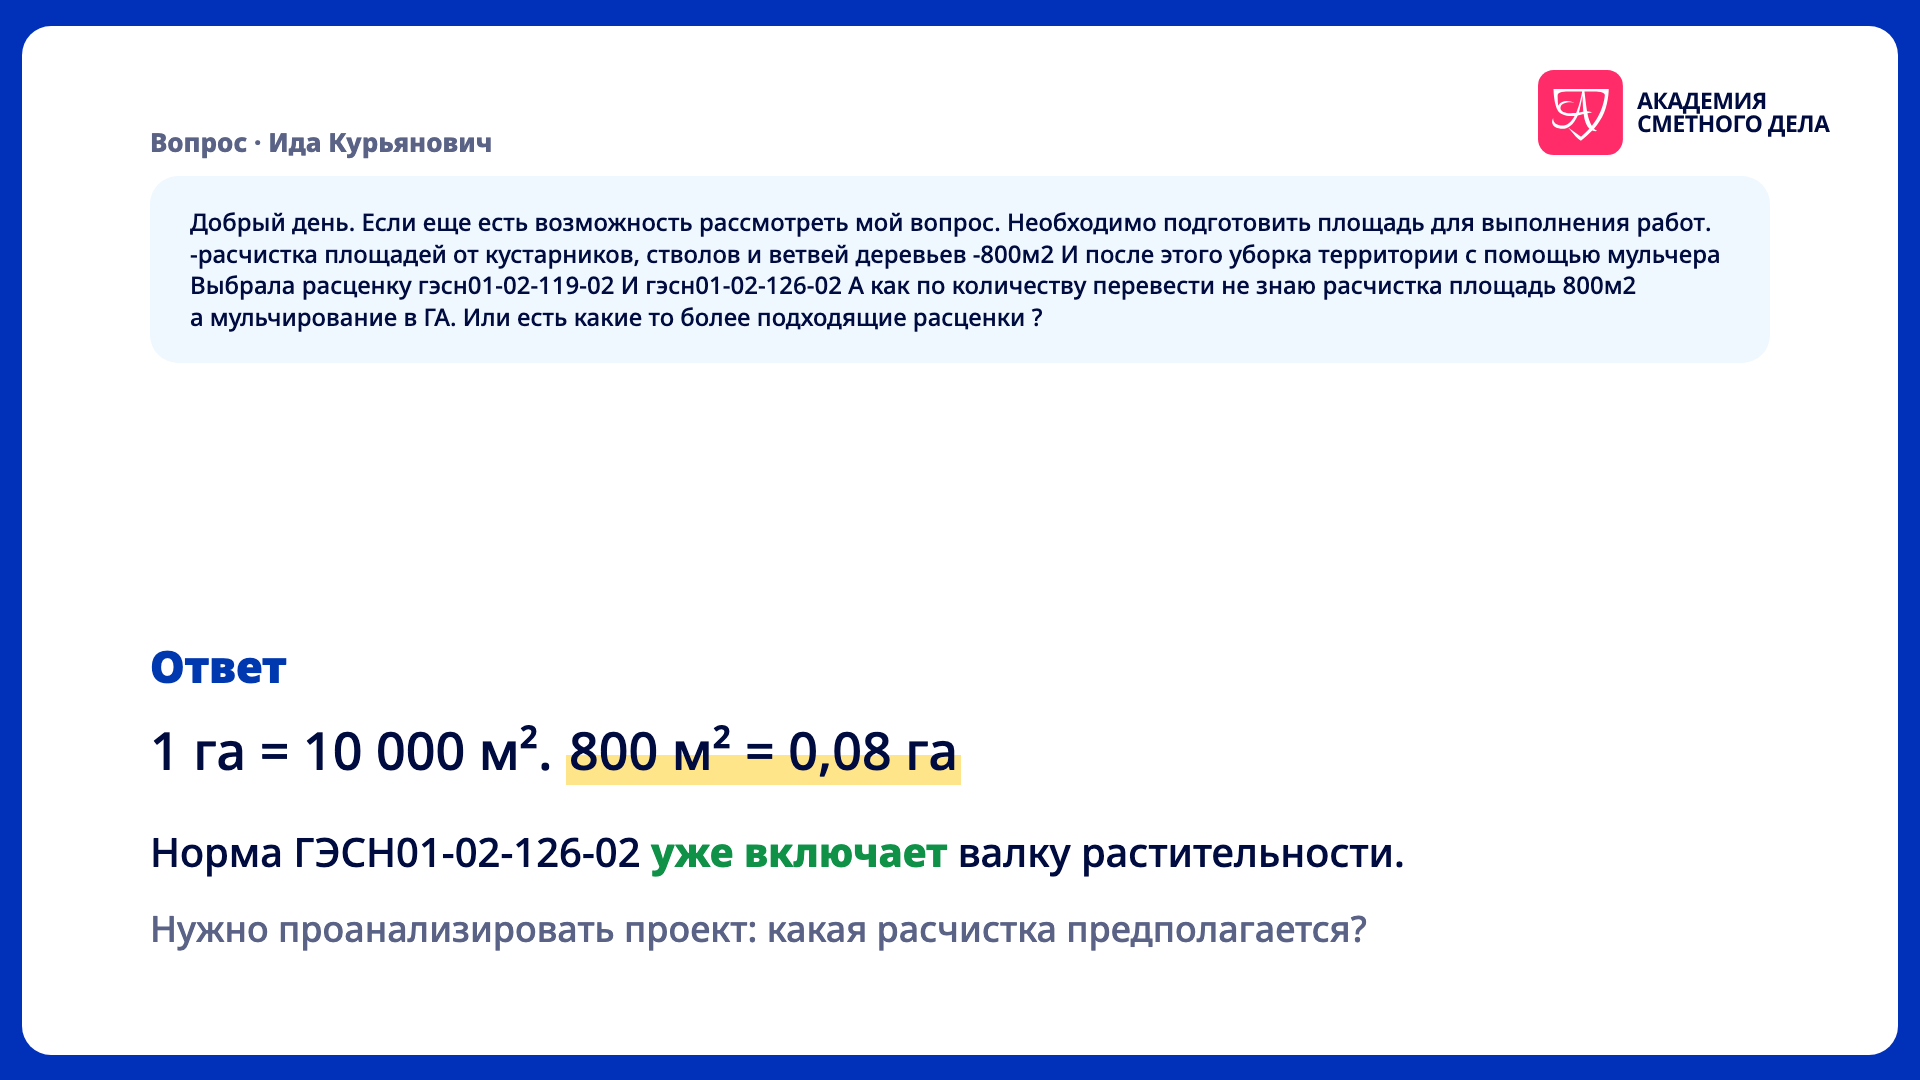 АКАДЕМИЯ
СМЕТНОГО ДЕЛА
Вопрос · Ида Курьянович
Добрый день. Если еще есть возможность рассмотреть мой вопрос. Необходимо подготовить площадь для выполнения работ.
-расчистка площадей от кустарников, стволов и ветвей деревьев -800м2 И после этого уборка территории с помощью мульчера
Выбрала расценку гэсн01-02-119-02 И гэсн01-02-126-02 А как по количеству перевести не знаю расчистка площадь 800м2
а мульчирование в ГА. Или есть какие то более подходящие расценки ?
Ответ
1 га = 10 000 м². 800 м² = 0,08 га
Норма ГЭСН01-02-126-02 уже включает валку растительности.
Нужно проанализировать проект: какая расчистка предполагается?